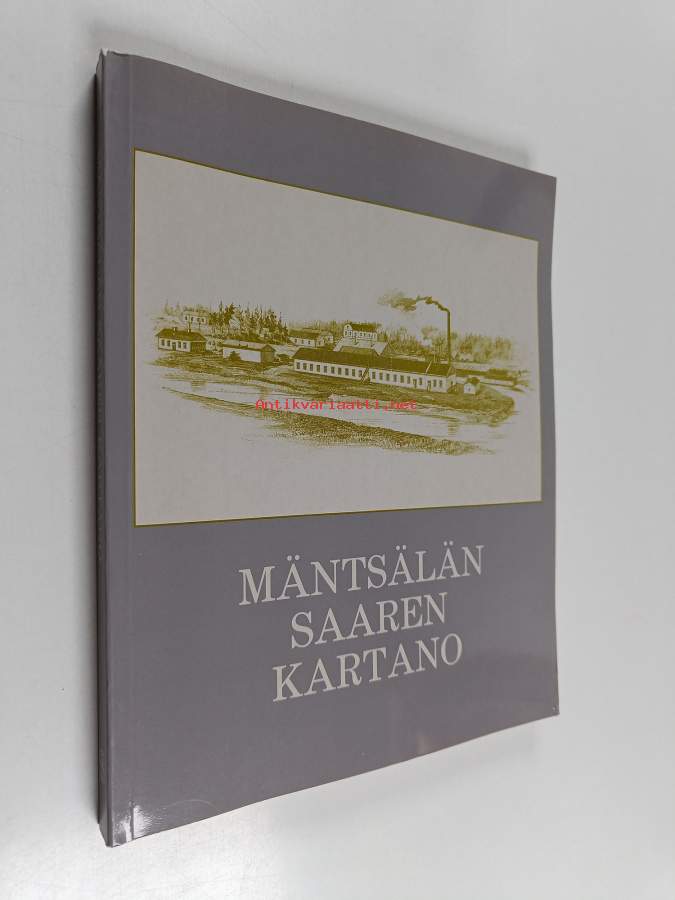 Antikvariaatti.net
MÄNTSÄLÄN
SAAREN
KARTANO